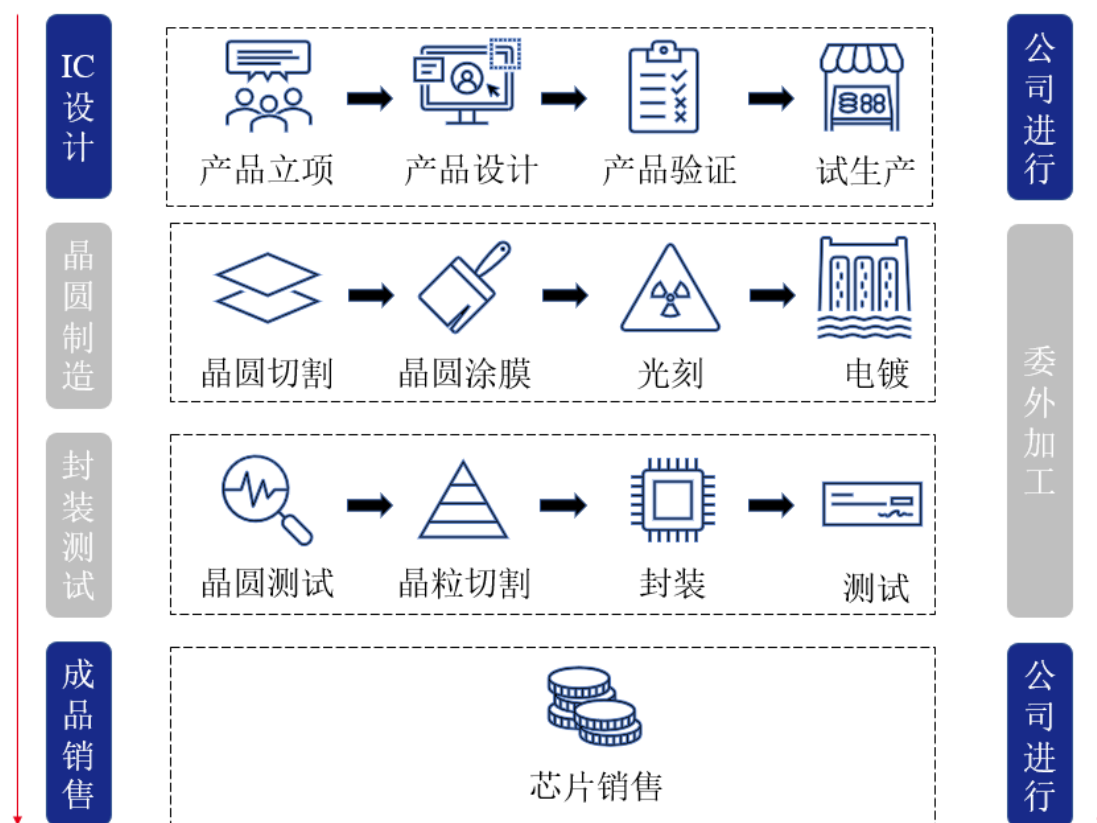 IC设计
产品立项
产品设计
产品验证
试生产
公司进行
晶圆制造
晶圆切割
晶圆涂膜
光刻
电镀
委外加工
封装测试
晶圆测试
晶粒切割
封装
测试
成品销售
芯片销售
公司进行